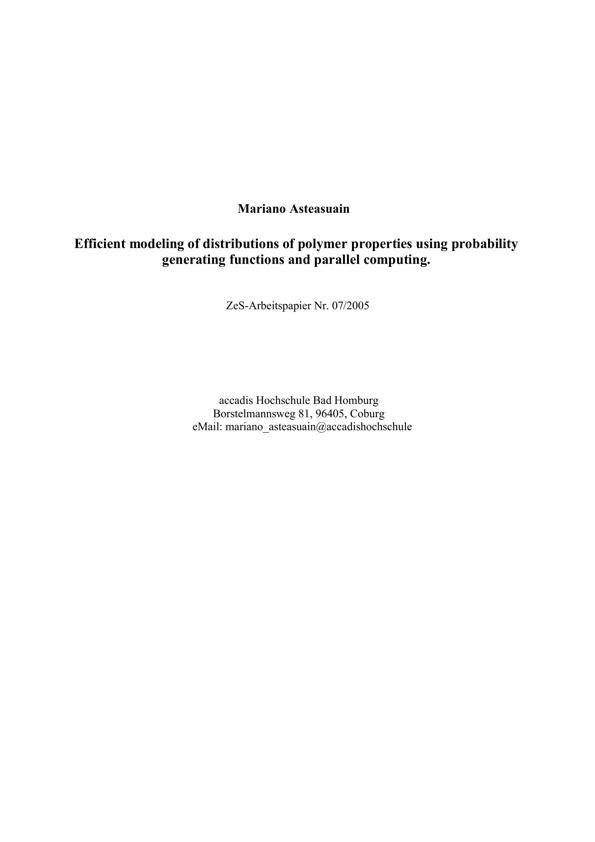 Mariano Asteasuain
Efficient modeling of distributions of polymer properties using probability
generating functions and parallel computing.
ZeS-Arbeitspapier Nr. 07/2005
accadis Hochschule Bad Homburg
Borstelmannsweg 81, 96405, Coburg
eMail: mariano_asteasuain@accadishochschule